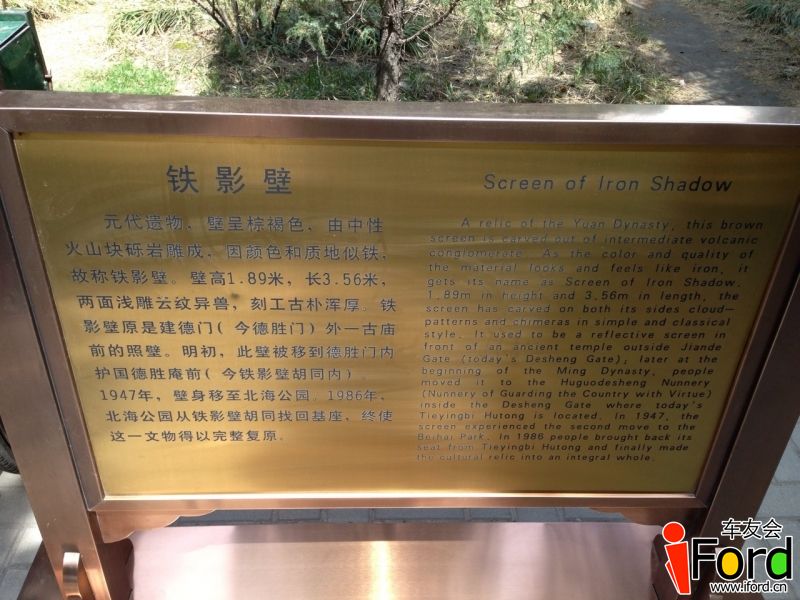 铁影壁
元代遗物，壁呈棕褐色，由中性
火山块砾岩雕成，因颜色和质地似铁，
故称铁影壁。壁高1.89米，长3.56米，
两面浅雕云纹异兽，刻工古朴浑厚。铁
影壁原是建德门（今德胜门）外一古庙
前的照壁。明初，此壁被移到德胜门内
护国德胜庵前（今铁影壁胡同内）
1947年，壁身移至北海公园。1986年，
北海公园从铁影壁胡同找回基座，终使
这一文物得以完整复原。
Screen of Iron Shadow
A relic of the Yuan Dynasty, this brown
screen is carved out of intermediate volcanic
conglomerate. As the color and quality of
the material looks and feels like iron, it
gets its name as Screen of Iron Shadow.
1.89m in height and 3.56m in length, the
screen has carved on both its sides cloud-
patterns and chimeras in simple and classical
style. It used to be a reflective screen in
front of an ancient temple outside Jiande
Gate (today's Desheng Gate); later at the
beginning of the Ming Dynasty, people
moved it to the Huguodesheng Nunnery
(Nunnery of Guarding the Country with Virtue)
inside the Desheng Gate where today's
Tieyingbi Hutong is located. In 1947, the
screen experienced the second move to the
Beihai Park. In 1986 people brought back its
seat from Tieyingbi Hutong and finally made
the cultural relic into an integral whole.
车友会
iFord
www.iford.cn